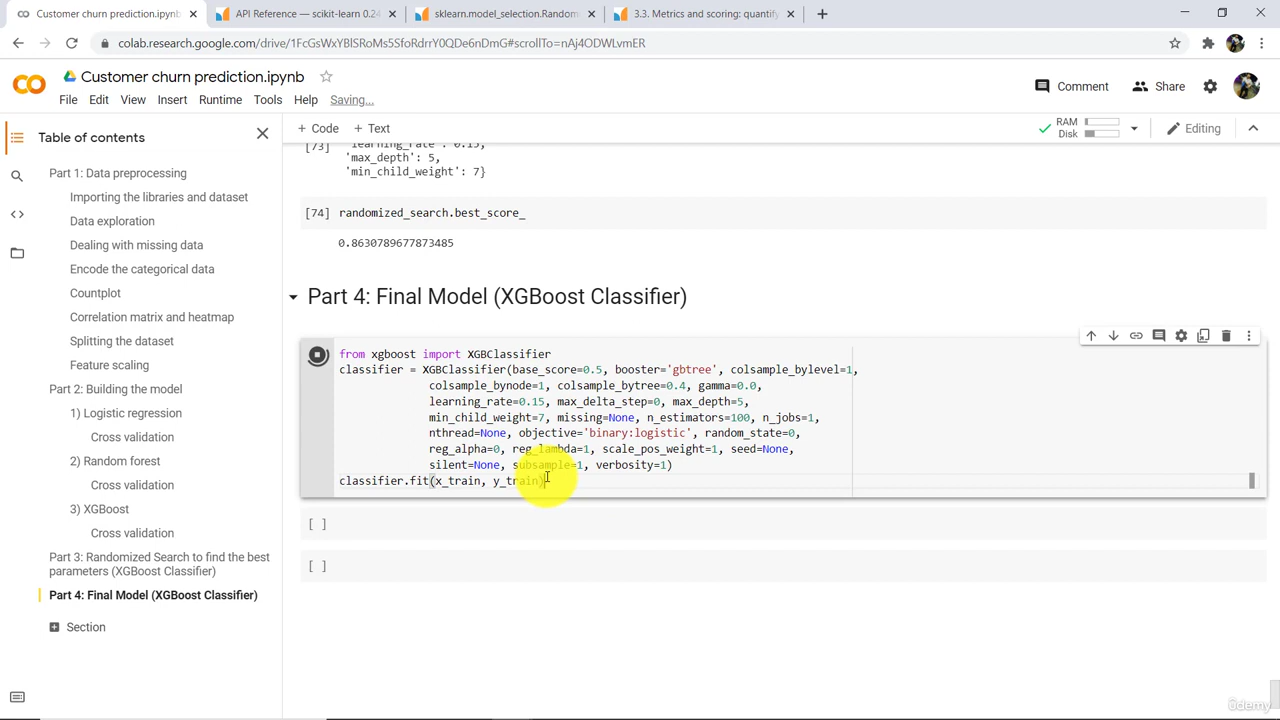 Customer churn prediction.ipynb
API Reference — scikit-learn 0.24
sklearn.model_selection.Random
3.3. Metrics and scoring: quantify
colab.research.google.com/drive/1FcGsWxYBlSRoMs5SfoRdrrY0QDe6nDmG#scrollTo=nAj4ODWLvmER
Customer churn prediction.ipynb
File Edit View Insert Runtime Tools Help Saving...
Comment Share
+ Code + Text
RAM
Disk
Editing
Table of contents
Part 1: Data preprocessing
Importing the libraries and dataset
Data exploration
Dealing with missing data
Encode the categorical data
Countplot
Correlation matrix and heatmap
Splitting the dataset
Feature scaling
Part 2: Building the model
1) Logistic regression
Cross validation
2) Random forest
Cross validation
3) XGBoost
Cross validation
Part 3: Randomized Search to find the best
parameters (XGBoost Classifier)
Part 4: Final Model (XGBoost Classifier)
Section
[73] 'learning_rate': 0.15,
'max_depth': 5,
'min_child_weight': 7}
[74] randomized_search.best_score_
0.8630789677873485
Part 4: Final Model (XGBoost Classifier)
from xgboost import XGBClassifier
classifier = XGBClassifier(base_score=0.5, booster='gbtree', colsample_bylevel=1,
colsample_bynode=1, colsample_bytree=0.4, gamma=0.0,
learning_rate=0.15, max_delta_step=0, max_depth=5,
min_child_weight=7, missing=None, n_estimators=100, n_jobs=1,
nthread=None, objective='binary:logistic', random_state=0,
reg_alpha=0, reg_lambda=1, scale_pos_weight=1, seed=None,
silent=None, subsample=1, verbosity=1)
classifier.fit(x_train, y_train)
[ ]
[ ]
ûdemy